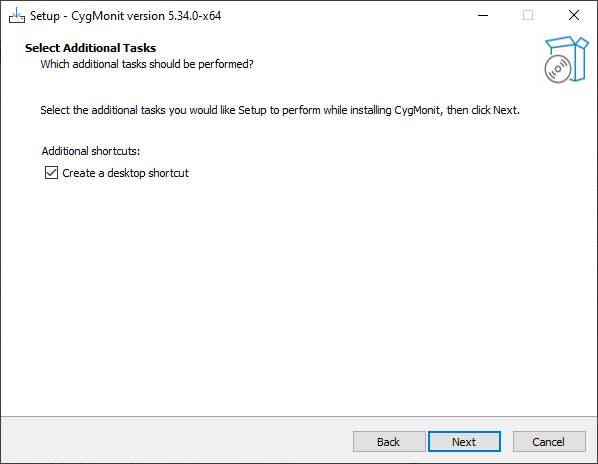 Setup - CygMonit version 5.34.0-x64
Select Additional Tasks
Which additional tasks should be performed?
Select the additional tasks you would like Setup to perform while installing CygMonit, then click Next.
Additional shortcuts:
Create a desktop shortcut
Back Next Cancel